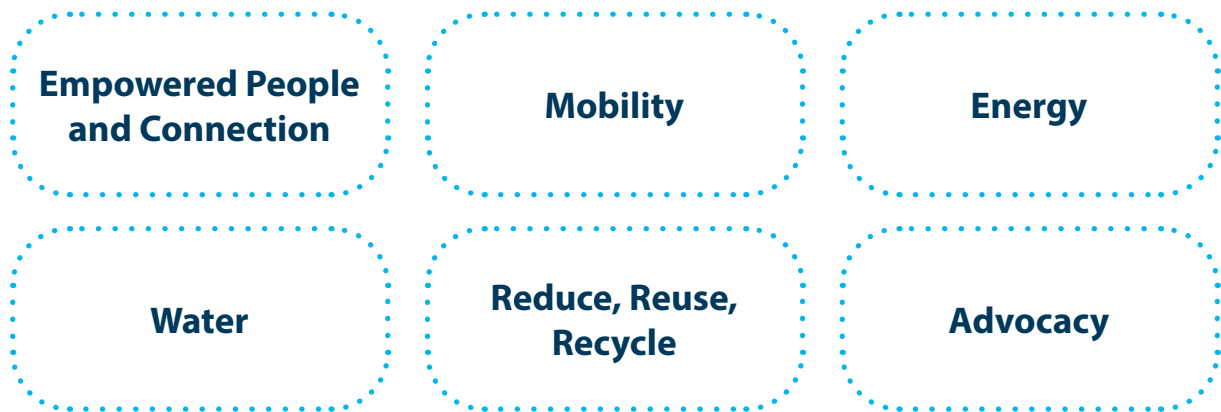 Empowered People
and Connection
Mobility
Energy
Water
Reduce, Reuse,
Recycle
Advocacy